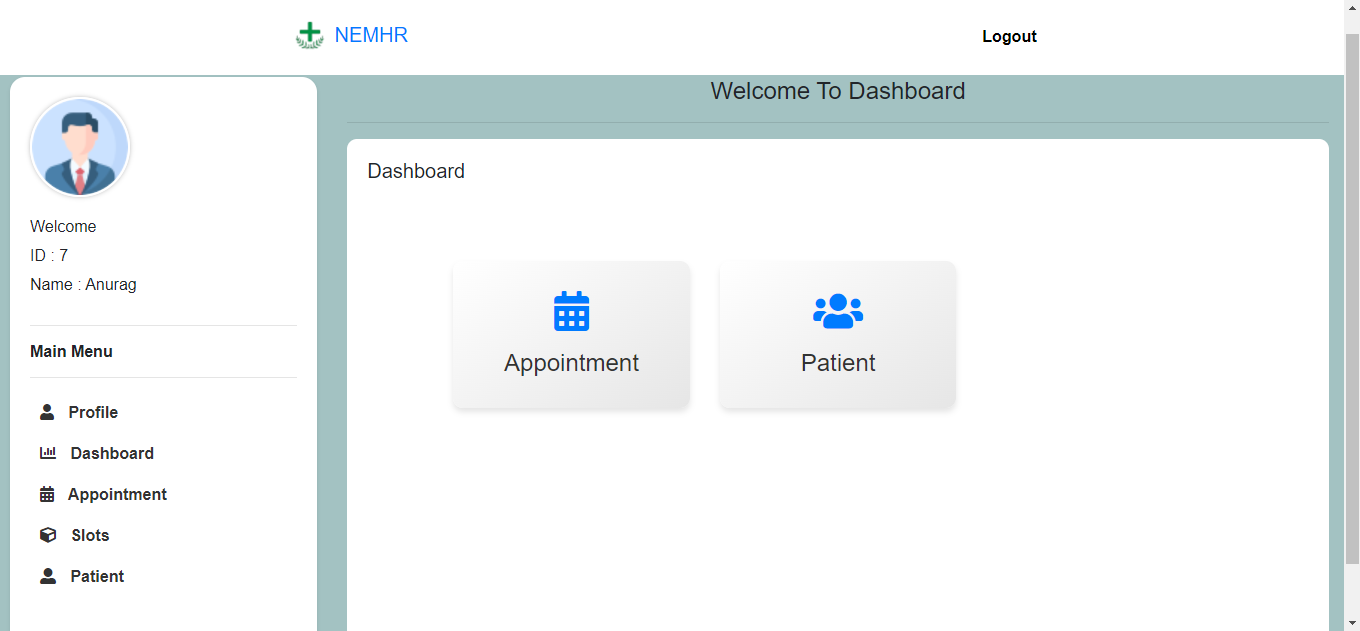 NEMHR
Logout
Welcome
ID : 7
Name : Anurag
Main Menu
Profile
Dashboard
Appointment
Slots
Patient
Welcome To Dashboard
Dashboard
Appointment
Patient